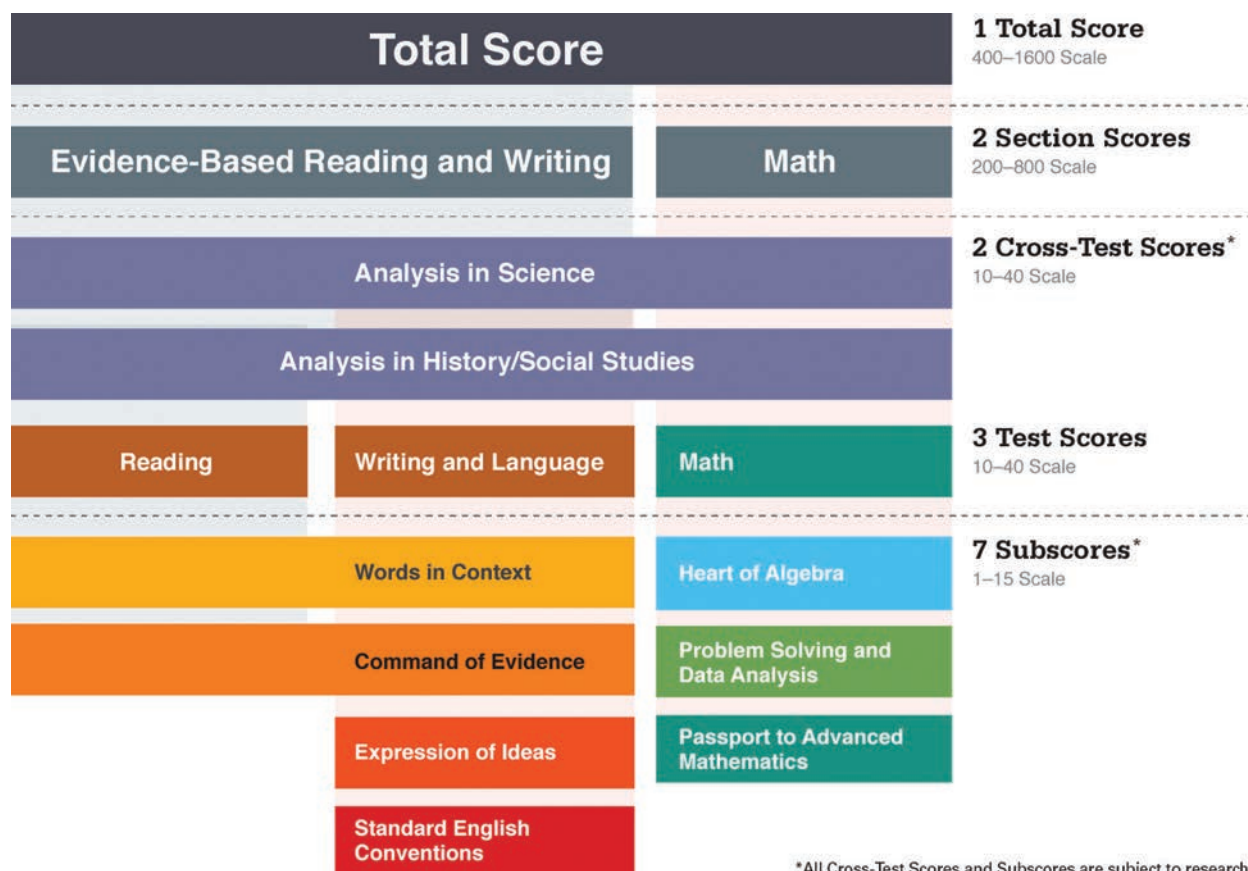 Total Score
1 Total Score
400–1600 Scale
Evidence-Based Reading and Writing
Math
2 Section Scores
200–800 Scale
Analysis in Science
2 Cross-Test Scores*
10–40 Scale
Analysis in History/Social Studies
Reading
Writing and Language
Math
3 Test Scores
10–40 Scale
Words in Context
Heart of Algebra
7 Subscores*
1–15 Scale
Command of Evidence
Problem Solving and
Data Analysis
Expression of Ideas
Passport to Advanced
Mathematics
Standard English
Conventions
*All Cross-Test Scores and Subscores are subject to research